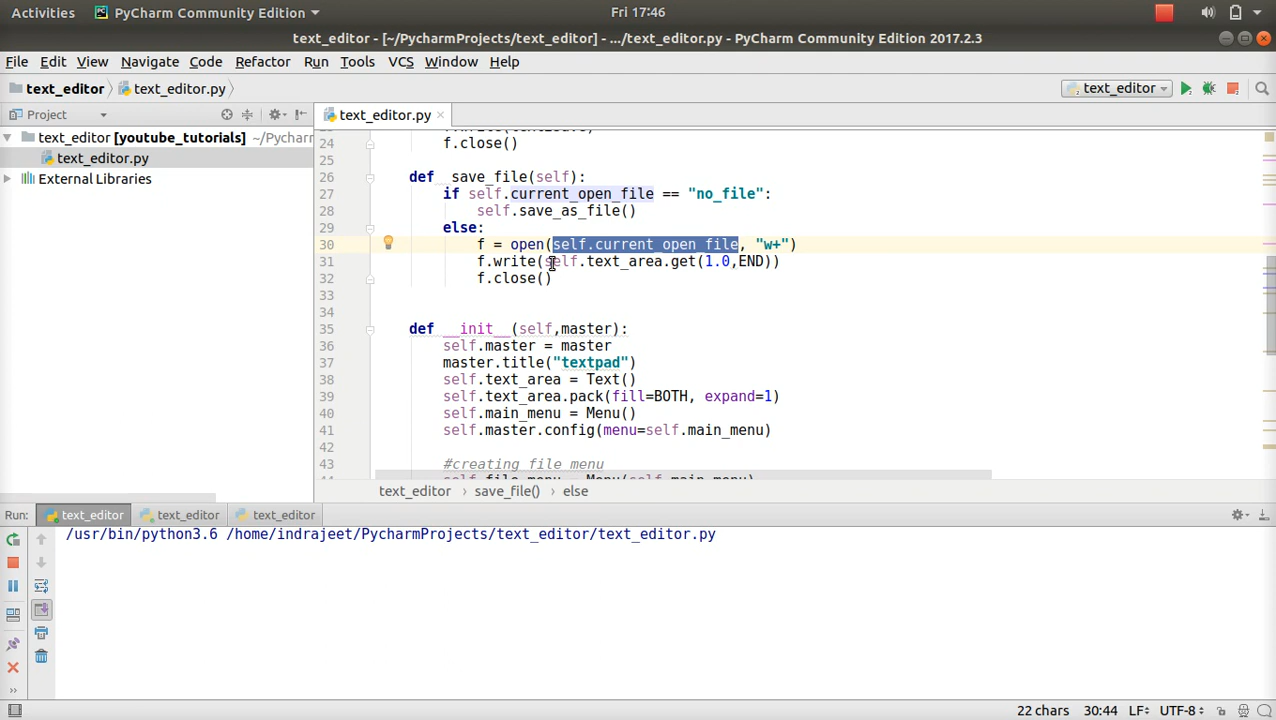 Activities PyCharm Community Edition Fri 17:46
text_editor - [~/PycharmProjects/text_editor] - .../text_editor.py - PyCharm Community Edition 2017.2.3
File Edit View Navigate Code Refactor Run Tools VCS Window Help
text_editor text_editor.py text_editor
Project text_editor.py
text_editor [youtube_tutorials] ~/Pycharm
text_editor.py
External Libraries
24 f.close()
25
26 def save_file(self):
27 if self.current_open_file == "no_file":
28 self.save_as_file()
29 else:
30 f = open(self.current_open_file, "w+")
31 f.write(self.text_area.get(1.0,END))
32 f.close()
33
34
35 def __init__(self,master):
36 self.master = master
37 master.title("textpad")
38 self.text_area = Text()
39 self.text_area.pack(fill=BOTH, expand=1)
40 self.main_menu = Menu()
41 self.master.config(menu=self.main_menu)
42
43 #creating file menu
44 self.file_menu = Menu(self.main_menu)
text_editor save_file() else
Run: text_editor text_editor text_editor
/usr/bin/python3.6 /home/indrajeet/PycharmProjects/text_editor/text_editor.py
22 chars 30:44 LF UTF-8